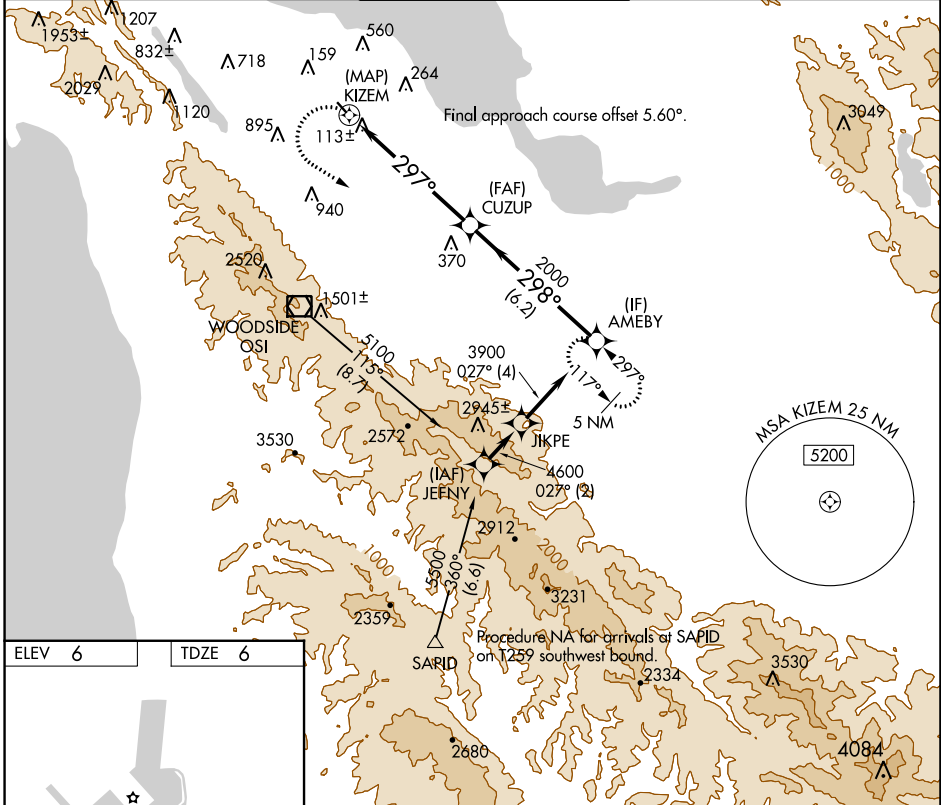 1207
1953±
832±
718
159
560
264
2029
1120
(MAP)
KIZEM
Final approach course offset 5.60°.
3049
895
113±
1000
297°
940
(FAF)
CUZUP
370
2000
298°
(6.2)
2520
1501±
WOODSIDE
OSI
(IF)
AMEBY
5100
115°
(8.7)
3900
027° (4)
297°
117°
5 NM
2945±
JIKPE
2572
3530
(IAF)
JEFNY
4600
027° (2)
MSA KIZEM 25 NM
5200
2912
2000
1000
5500
360°
(6.6)
3231
2359
SAPID
Procedure NA for arrivals at SAPID
on T259 southwest bound.
2334
3530
2680
4084
ELEV 6
TDZE 6